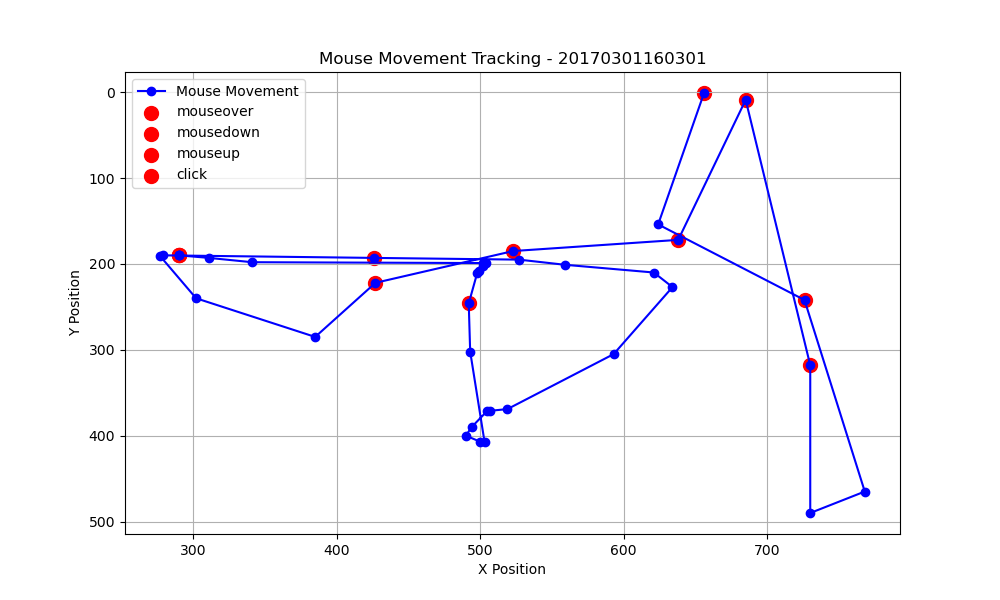 Mouse Movement Tracking - 20170301160301
Mouse Movement
mouseover
mousedown
mouseup
click
0
100
200
300
400
500
Y Position
300 400 500 600 700
X Position